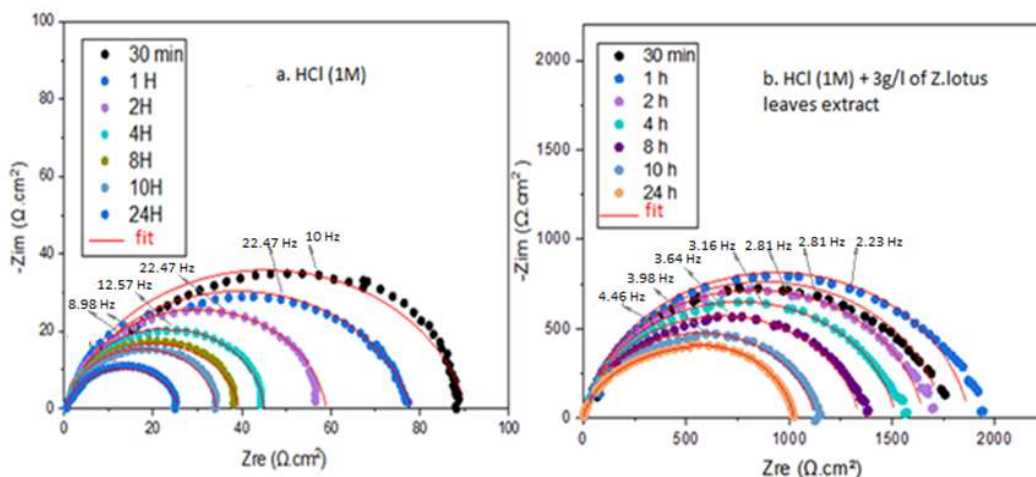 100
80
60
40
20
0
-Zim (Ω.cm²)
30 min
1 H
2H
4H
8H
10H
24H
fit
a. HCl (1M)
8.98 Hz
12.57 Hz
22.47 Hz
22.47 Hz
10 Hz
0 20 40 60 80 100
Zre (Ω.cm²)
2000
1750
1000
500
0
-Zim (Ω.cm²)
30 min
1 h
2 h
4 h
8 h
10 h
24 h
fit
b. HCl (1M) + 3g/l of Z.lotus
leaves extract
4.46 Hz
3.98 Hz
3.64 Hz
3.16 Hz
2.81 Hz
2.81 Hz
2.23 Hz
0 500 1000 1500 2000
Zre (Ω.cm²)